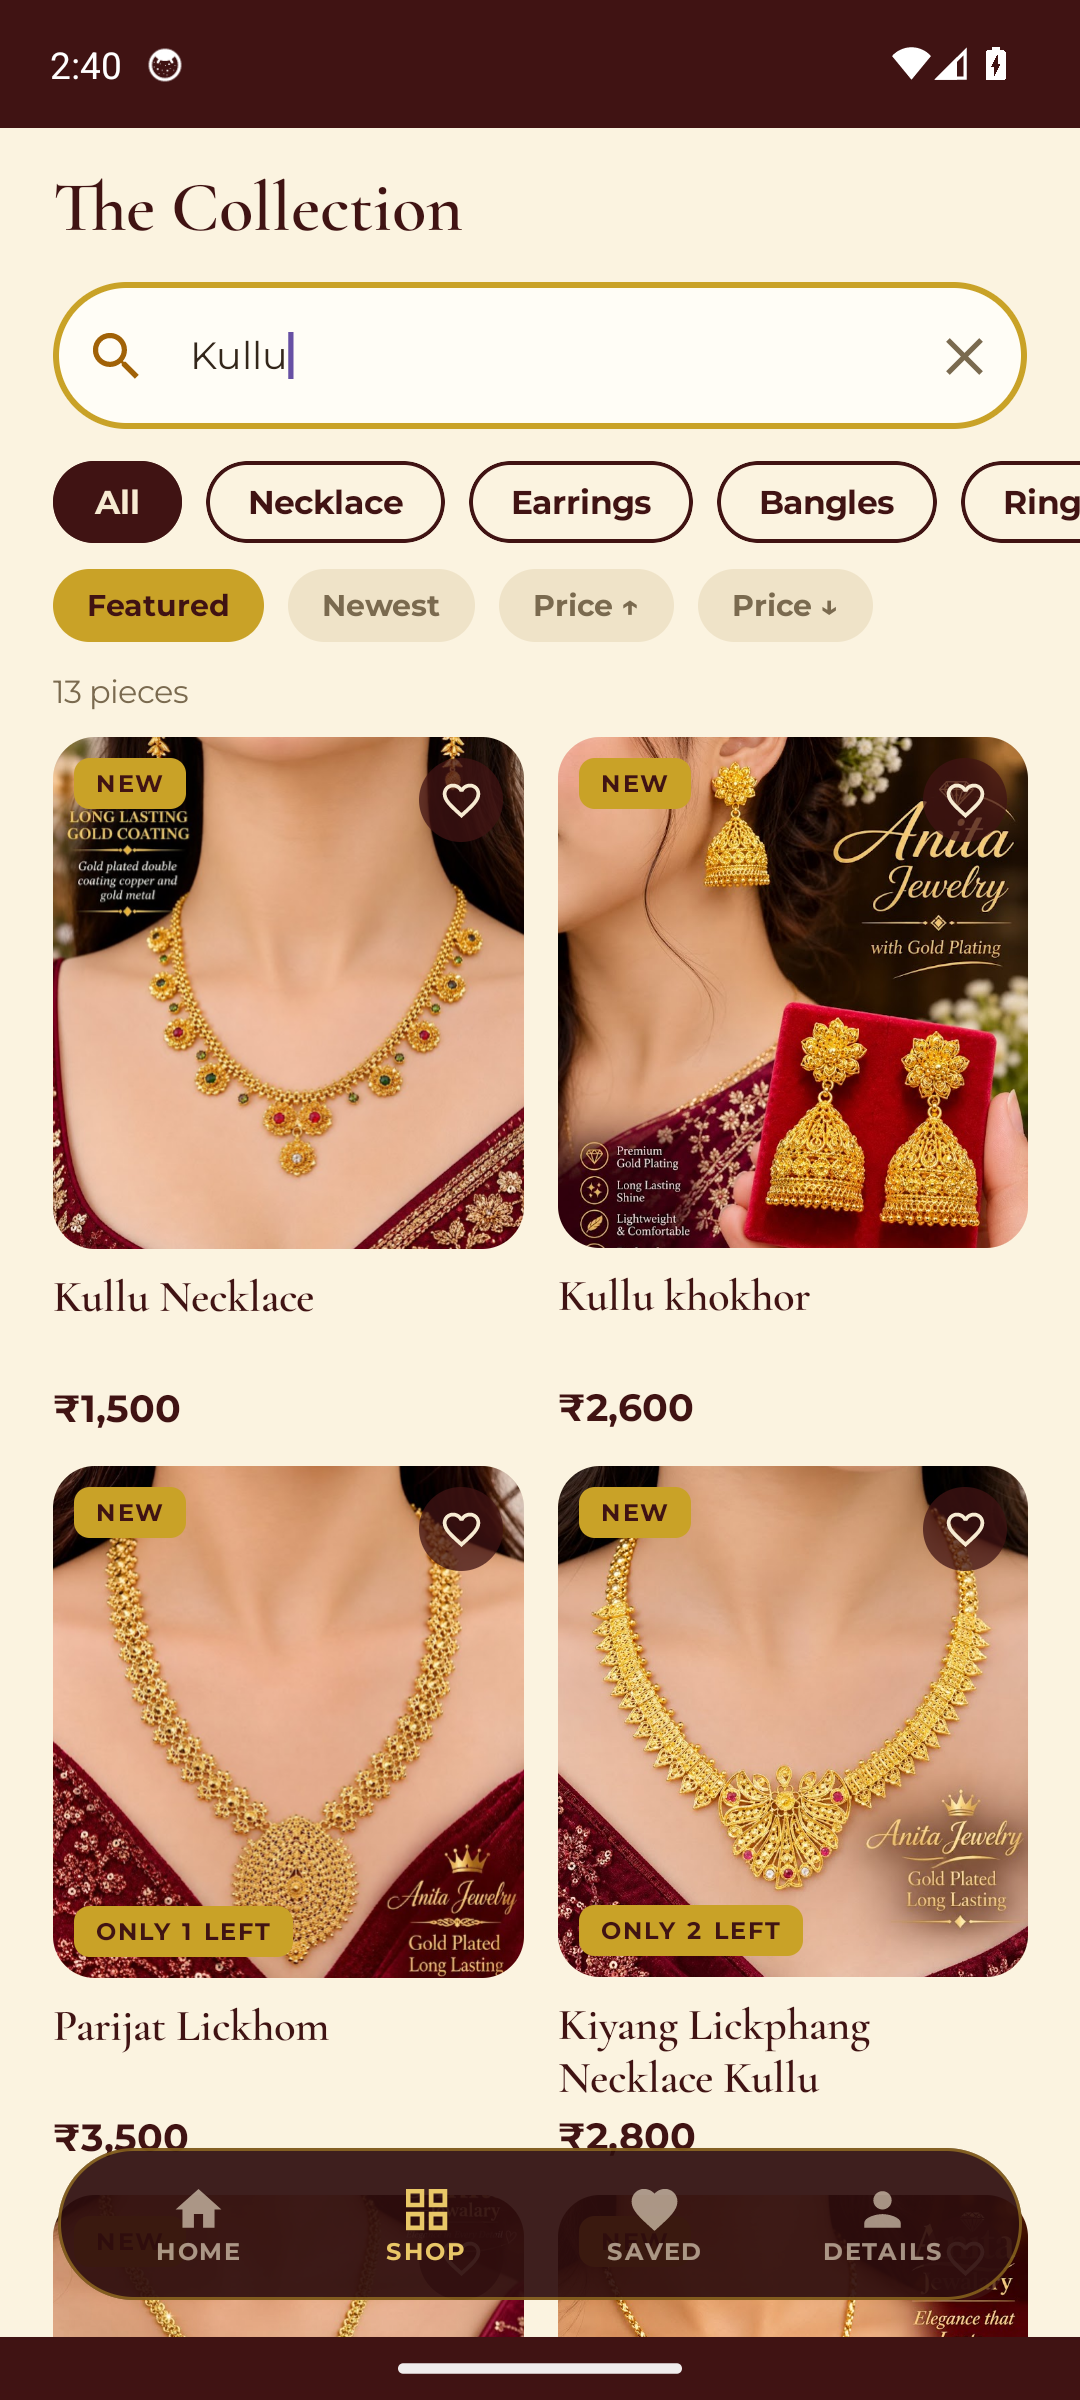 2:40
The Collection
Kullu
All
Necklace
Earrings
Bangles
Ring
Featured
Newest
Price ↑
Price ↓
13 pieces
NEW
LONG LASTING
GOLD COATING
Gold plated double
coating copper and
gold metal
NEW
Anita
Jewelry
with Gold Plating
Premium
Gold Plating
Long Lasting
Shine
Lightweight
& Comfortable
Kullu Necklace
₹1,500
Kullu khokhor
₹2,600
NEW
ONLY 1 LEFT
Anita Jewelry
Gold Plated
Long Lasting
NEW
ONLY 2 LEFT
Anita Jewelry
Gold Plated
Long Lasting
Parijat Lickhom
₹3,500
Kiyang Lickphang
Necklace Kullu
₹2,800
NEW
HOME
SHOP
SAVED
DETAILS
Elegance that